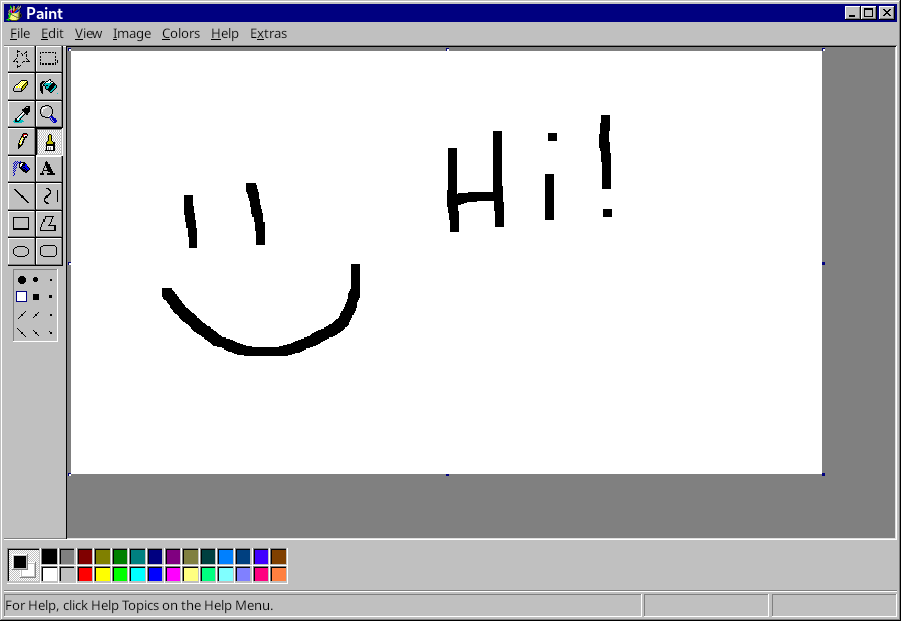 Paint
File Edit View Image Colors Help Extras
Hi!
A
For Help, click Help Topics on the Help Menu.